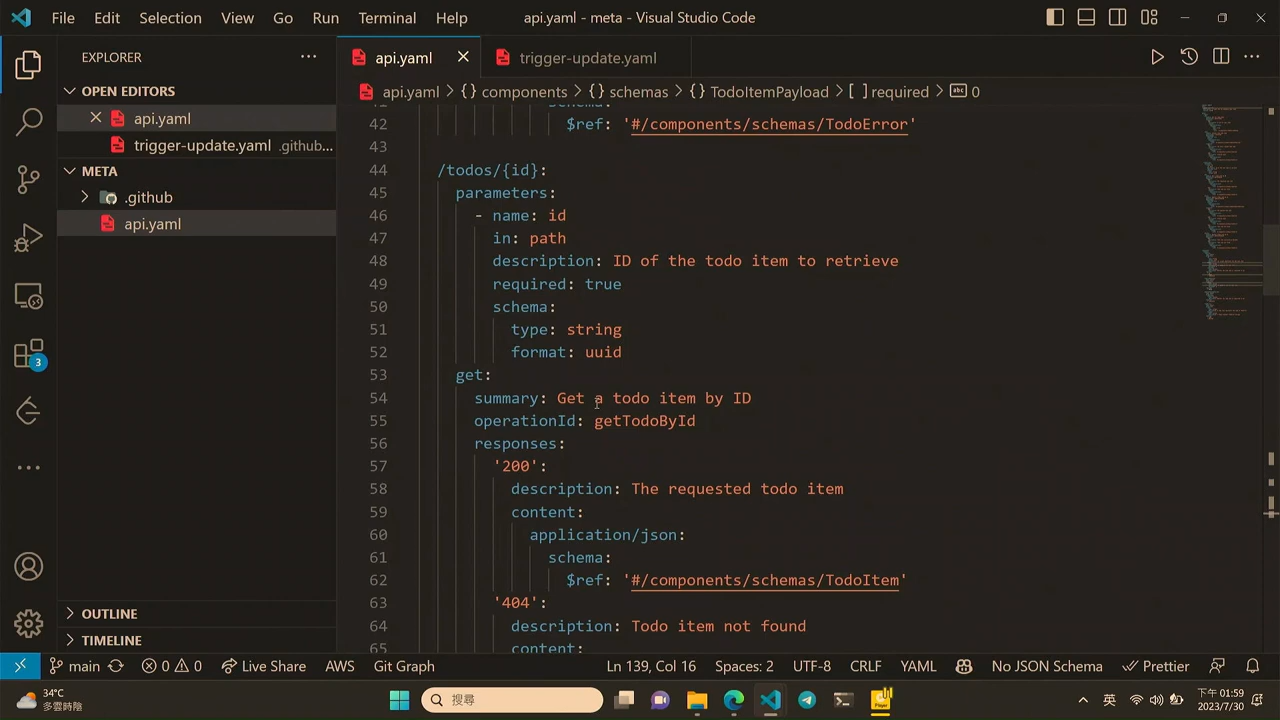 File Edit Selection View Go Run Terminal Help
api.yaml - meta - Visual Studio Code
EXPLORER
OPEN EDITORS
api.yaml
trigger-update.yaml .github...
META
.github
api.yaml
OUTLINE
TIMELINE
3
api.yaml
trigger-update.yaml
api.yaml > {} components > {} schemas > {} TodoItemPayload > [ ] required > abc 0
schema:
42 $ref: '#/components/schemas/TodoError'
43
44 /todos/{id}:
45 parameters:
46 - name: id
47 in: path
48 description: ID of the todo item to retrieve
49 required: true
50 schema:
51 type: string
52 format: uuid
53 get:
54 summary: Get a todo item by ID
55 operationId: getTodoById
56 responses:
57 '200':
58 description: The requested todo item
59 content:
60 application/json:
61 schema:
62 $ref: '#/components/schemas/TodoItem'
63 '404':
64 description: Todo item not found
65 content:
main 0 0 Live Share AWS Git Graph Ln 139, Col 16 Spaces: 2 UTF-8 CRLF YAML No JSON Schema Prettier
34°C
多雲時陰
搜尋
英
下午 01:59
2023/7/30